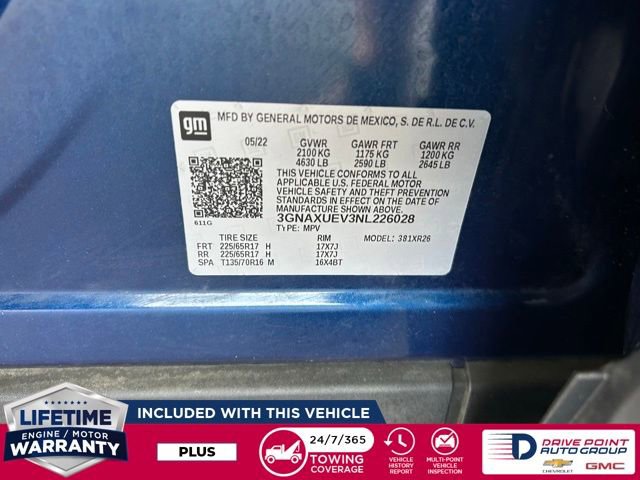 gm
MFD BY GENERAL MOTORS DE MEXICO, S. DE R.L. DE C.V.
05/22 GVWR GAWR FRT GAWR RR
2100 KG 1175 KG 1200 KG
4630 LB 2590 LB 2645 LB
THIS VEHICLE CONFORMS TO ALL
APPLICABLE U.S. FEDERAL MOTOR
VEHICLE SAFETY AND THEFT PREVENTION
STANDARDS IN EFFECT ON THE DATE
OF MANUFACTURE SHOWN ABOVE.
3GNAXUEV3NL226028
611G TYPE: MPV
TIRE SIZE RIM MODEL: 381XR26
FRT 225/65R17 H 17X7J
RR 225/65R17 H 17X7J
SPA T135/70R16 M 16X4BT
LIFETIME
ENGINE / MOTOR
WARRANTY
INCLUDED WITH THIS VEHICLE
PLUS
24/7/365
TOWING
COVERAGE
VEHICLE
HISTORY
REPORT
MULTI-POINT
VEHICLE
INSPECTION
DRIVE POINT
AUTO GROUP
CHEVROLET GMC